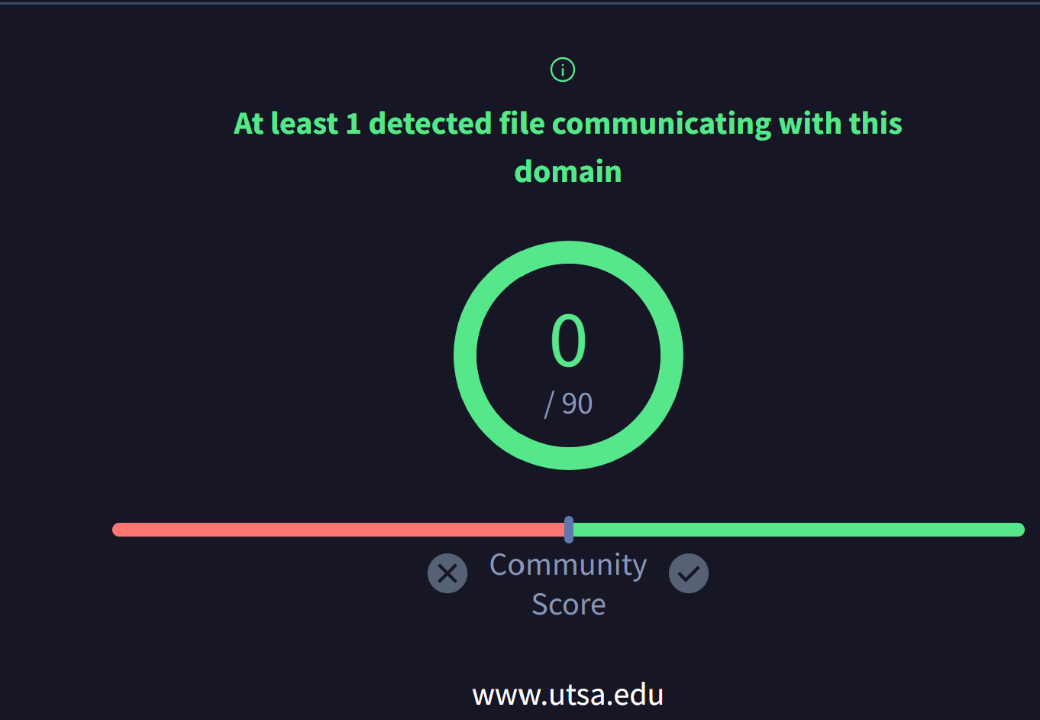 At least 1 detected file communicating with this
domain
0
/ 90
Community
Score
www.utsa.edu